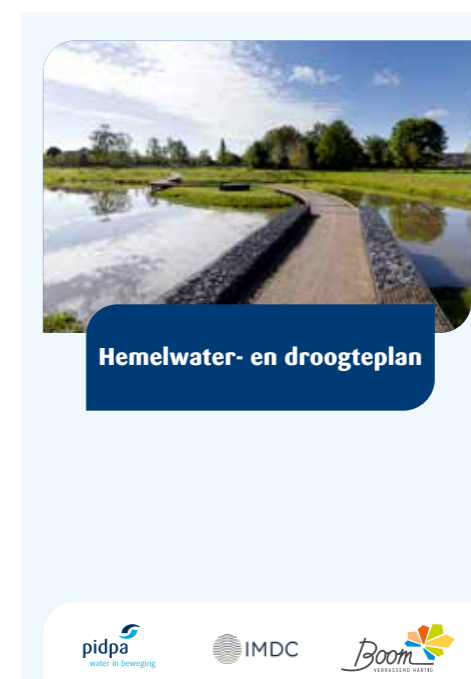 Hemelwater- en droogteplan
pidpa
water in beweging
IMDC
Boom
VERRASSEND HARTIG